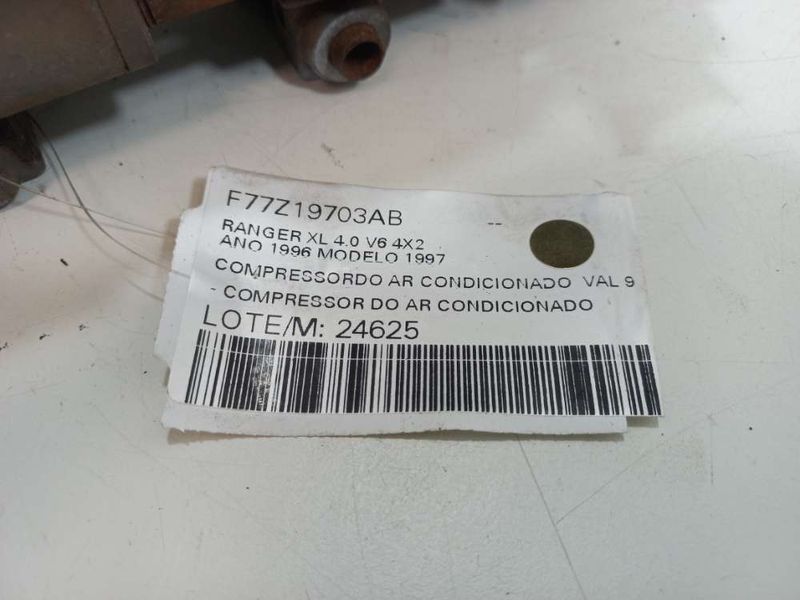 F77Z19703AB --
RANGER XL 4.0 V6 4X2
ANO 1996 MODELO 1997
COMPRESSORDO AR CONDICIONADO VAL 9
- COMPRESSOR DO AR CONDICIONADO
LOTE/M: 24625